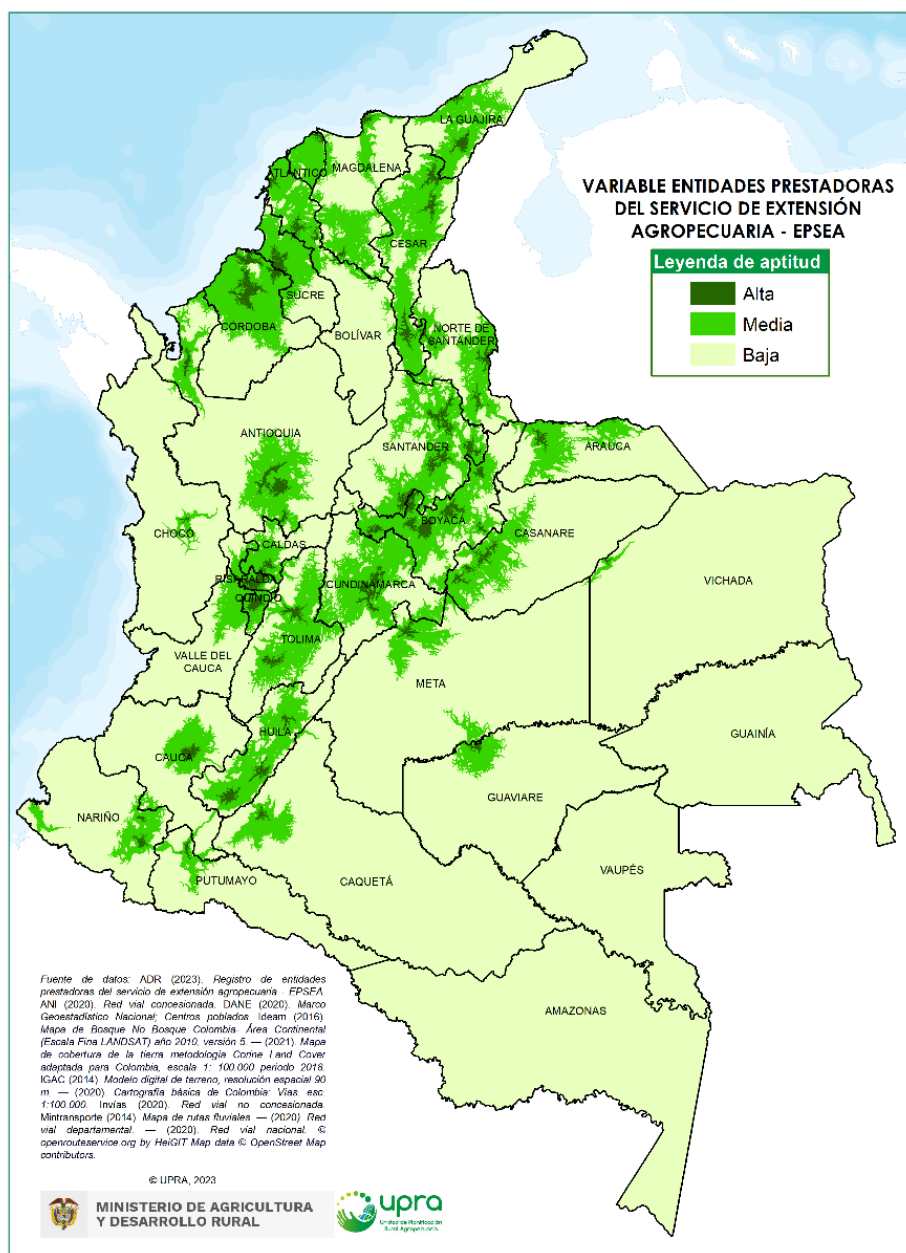 LA GUAJIRA
MAGDALENA
ATLÁNTICO
VARIABLE ENTIDADES PRESTADORAS
DEL SERVICIO DE EXTENSIÓN
AGROPECUARIA - EPSEA
Leyenda de aptitud
Alta
Media
Baja
CESAR
SUCRE
CÓRDOBA
BOLÍVAR
NORTE DE
SANTANDER
ANTIOQUIA
SANTANDER
ARAUCA
CHOCÓ
BOYACÁ
CASANARE
CALDAS
RISARALDA
CUNDINAMARCA
VICHADA
QUINDÍO
TOLIMA
VALLE DEL
CAUCA
META
GUAINÍA
HUILA
CAUCA
GUAVIARE
NARIÑO
VAUPÉS
PUTUMAYO
CAQUETÁ
AMAZONAS
Fuente de datos: ADR (2023). Registro de entidades
prestadoras del servicio de extensión agropecuaria - EPSEA.
ANI (2020). Red vial concesionada. DANE (2020). Marco
Geoestadístico Nacional; Centros poblados. Ideam (2016).
Mapa de Bosque No Bosque Colombia- Área Continental
(Escala Fina LANDSAT) año 2010, versión 5. — (2021). Mapa
de cobertura de la tierra metodología Corine Land Cover
adaptada para Colombia, escala 1: 100.000 periodo 2018.
IGAC (2014). Modelo digital de terreno, resolución espacial 90
m. — (2020). Cartografía básica de Colombia: Vías. esc.
1:100.000. Invías (2020). Red vial no concesionada.
Mintransporte (2014). Mapa de rutas fluviales. — (2020). Red
vial departamental. — (2020). Red vial nacional. ©
openrouteservice.org by HeiGIT Map data © OpenStreet Map
contributors.
© UPRA, 2023
MINISTERIO DE AGRICULTURA
Y DESARROLLO RURAL
upra
Unidad de Planificación
Rural Agropecuaria